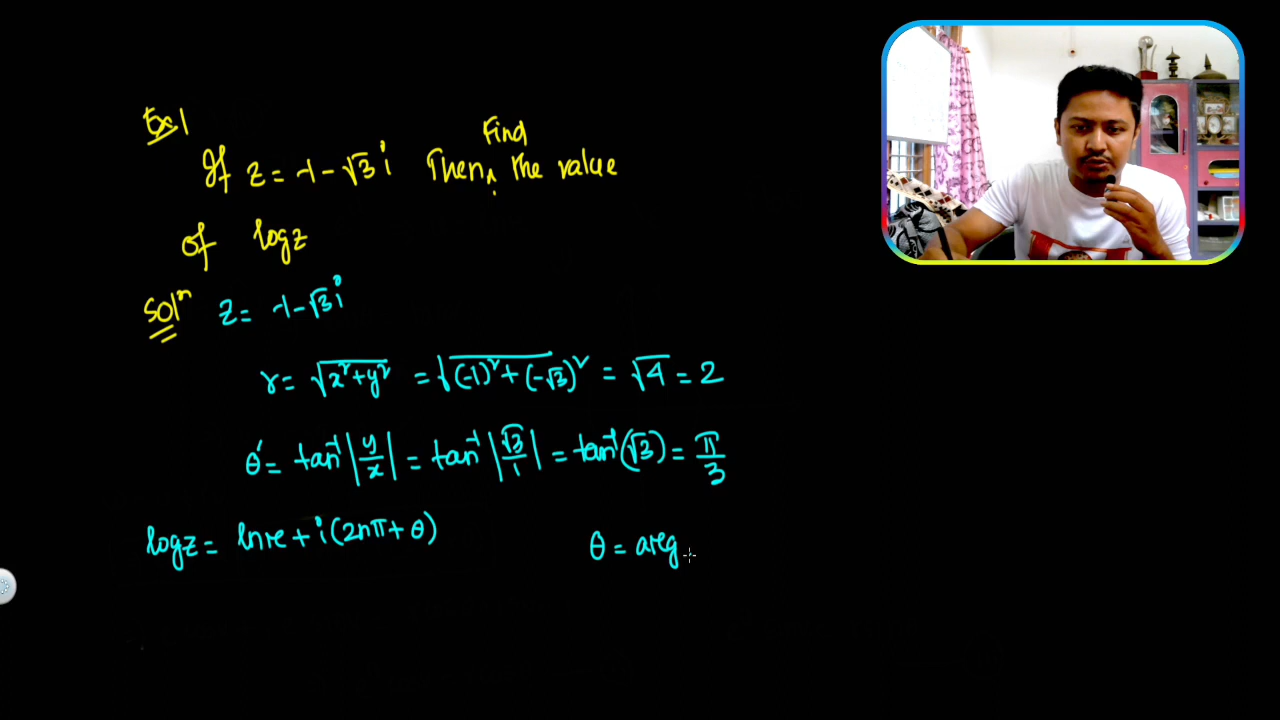 Ex1
If z = -1 - √3 i Then, Find the value
of log z
Solⁿ z = -1 - √3 i
r = √x²+y² = √(-1)²+(-√3)² = √4 = 2
θ' = tan⁻¹|y/x| = tan⁻¹|√3/1| = tan⁻¹(√3) = π/3
log z = ln r + i(2nπ + θ) θ = arg